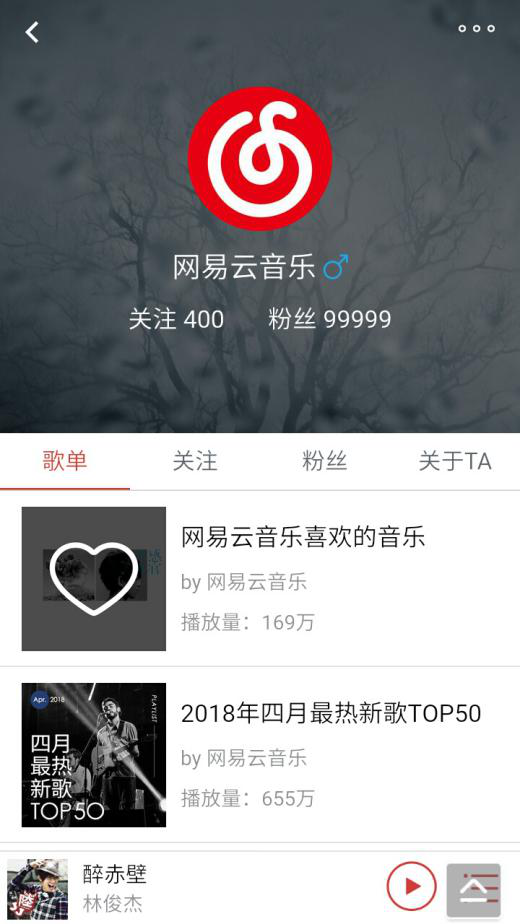 网易云音乐
关注 400 粉丝 99999
歌单 关注 粉丝 关于TA
网易云音乐喜欢的音乐
by 网易云音乐
播放量：169万
Apr. 2018 PLAYLIST
四月
最热
新歌
TOP50
2018年四月最热新歌TOP50
by 网易云音乐
播放量：655万
醉赤壁
林俊杰